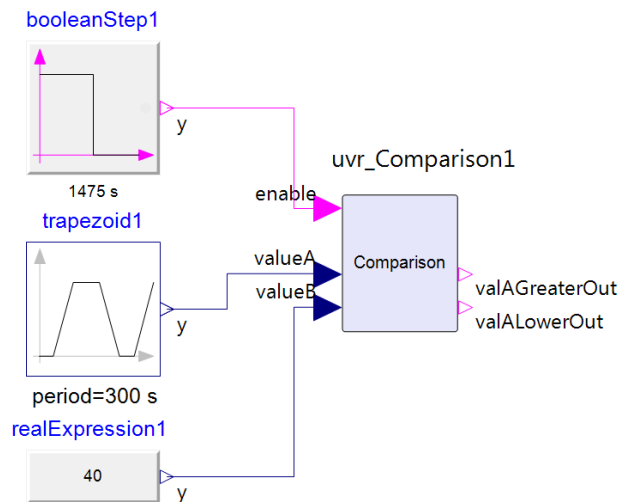 booleanStep1
y
1475 s
uvr_Comparison1
enable
trapezoid1
valueA
Comparison
valueB
valAGreaterOut
y
valALowerOut
period=300 s
realExpression1
40
y